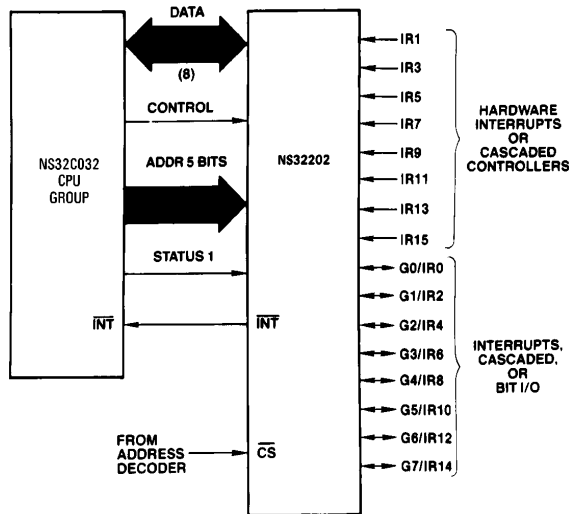 DATA
(8)
CONTROL
ADDR 5 BITS
STATUS 1
NS32C032
CPU
GROUP
INT
NS32202
INT
CS
FROM
ADDRESS
DECODER
IR1
IR3
IR5
IR7
IR9
IR11
IR13
IR15
HARDWARE
INTERRUPTS
OR
CASCADED
CONTROLLERS
G0/IR0
G1/IR2
G2/IR4
G3/IR6
G4/IR8
G5/IR10
G6/IR12
G7/IR14
INTERRUPTS,
CASCADED,
OR
BIT I/O